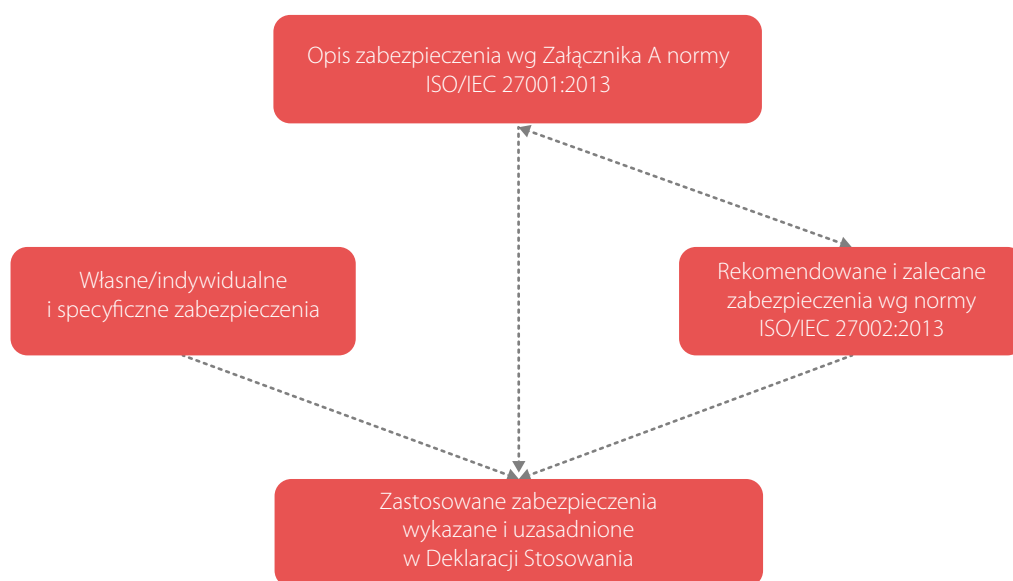 Opis zabezpieczenia wg Załącznika A normy
ISO/IEC 27001:2013
Własne/indywidualne
i specyficzne zabezpieczenia
Rekomendowane i zalecane
zabezpieczenia wg normy
ISO/IEC 27002:2013
Zastosowane zabezpieczenia
wykazane i uzasadnione
w Deklaracji Stosowania